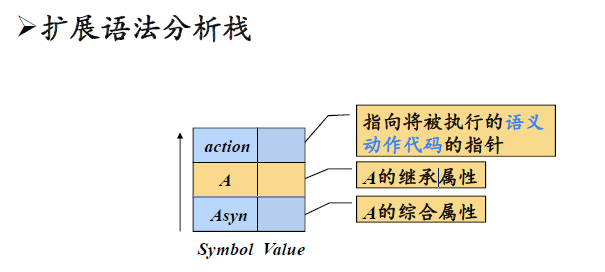 ➢扩展语法分析栈
指向将被执行的语义
动作代码的指针
action
A
A的继承属性
Asyn
A的综合属性
Symbol Value